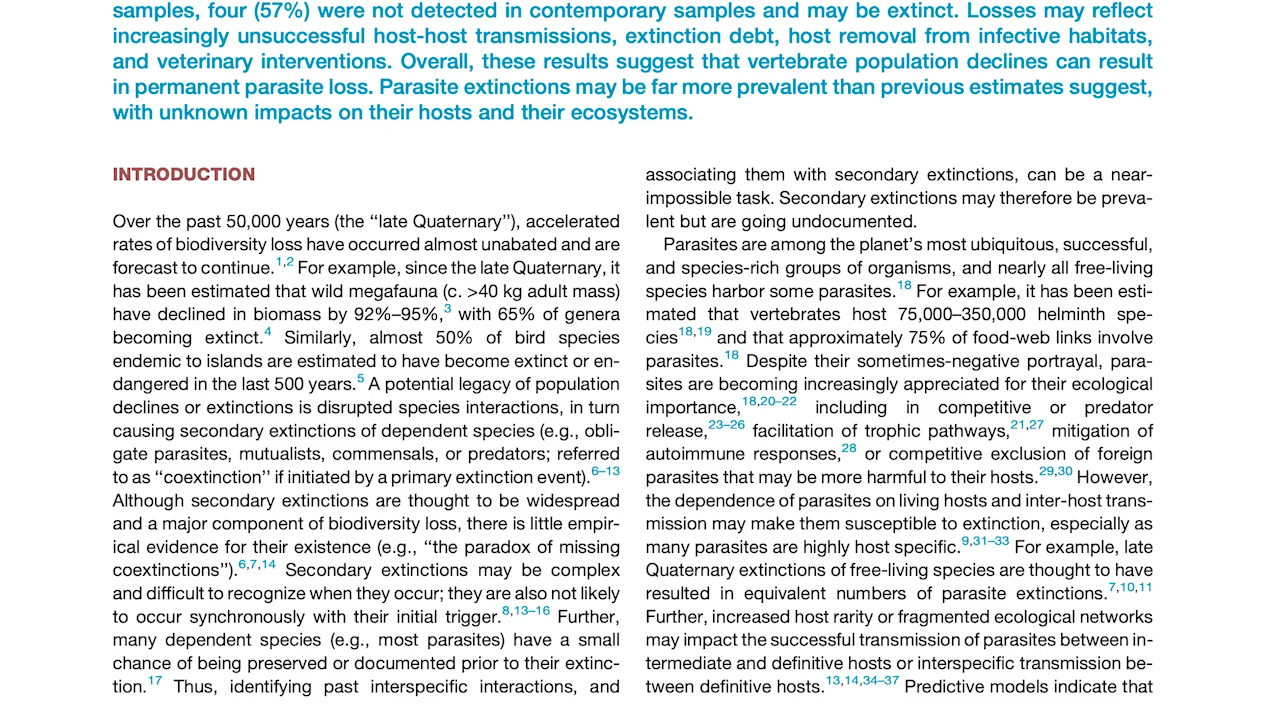 samples, four (57%) were not detected in contemporary samples and may be extinct. Losses may reflect
increasingly unsuccessful host-host transmissions, extinction debt, host removal from infective habitats,
and veterinary interventions. Overall, these results suggest that vertebrate population declines can result
in permanent parasite loss. Parasite extinctions may be far more prevalent than previous estimates suggest,
with unknown impacts on their hosts and their ecosystems.
INTRODUCTION
Over the past 50,000 years (the ‘‘late Quaternary’’), accelerated
rates of biodiversity loss have occurred almost unabated and are
forecast to continue.1,2 For example, since the late Quaternary, it
has been estimated that wild megafauna (c. >40 kg adult mass)
have declined in biomass by 92%–95%,3 with 65% of genera
becoming extinct.4 Similarly, almost 50% of bird species
endemic to islands are estimated to have become extinct or en-
dangered in the last 500 years.5 A potential legacy of population
declines or extinctions is disrupted species interactions, in turn
causing secondary extinctions of dependent species (e.g., obli-
gate parasites, mutualists, commensals, or predators; referred
to as ‘‘coextinction’’ if initiated by a primary extinction event).6–13
Although secondary extinctions are thought to be widespread
and a major component of biodiversity loss, there is little empir-
ical evidence for their existence (e.g., ‘‘the paradox of missing
coextinctions’’).6,7,14 Secondary extinctions may be complex
and difficult to recognize when they occur; they are also not likely
to occur synchronously with their initial trigger.8,13–16 Further,
many dependent species (e.g., most parasites) have a small
chance of being preserved or documented prior to their extinc-
tion.17 Thus, identifying past interspecific interactions, and
associating them with secondary extinctions, can be a near-
impossible task. Secondary extinctions may therefore be preva-
lent but are going undocumented.
Parasites are among the planet’s most ubiquitous, successful,
and species-rich groups of organisms, and nearly all free-living
species harbor some parasites.18 For example, it has been esti-
mated that vertebrates host 75,000–350,000 helminth spe-
cies18,19 and that approximately 75% of food-web links involve
parasites.18 Despite their sometimes-negative portrayal, para-
sites are becoming increasingly appreciated for their ecological
importance,18,20–22 including in competitive or predator
release,23–26 facilitation of trophic pathways,21,27 mitigation of
autoimmune responses,28 or competitive exclusion of foreign
parasites that may be more harmful to their hosts.29,30 However,
the dependence of parasites on living hosts and inter-host trans-
mission may make them susceptible to extinction, especially as
many parasites are highly host specific.9,31–33 For example, late
Quaternary extinctions of free-living species are thought to have
resulted in equivalent numbers of parasite extinctions.7,10,11
Further, increased host rarity or fragmented ecological networks
may impact the successful transmission of parasites between in-
termediate and definitive hosts or interspecific transmission be-
tween definitive hosts.13,14,34–37 Predictive models indicate that